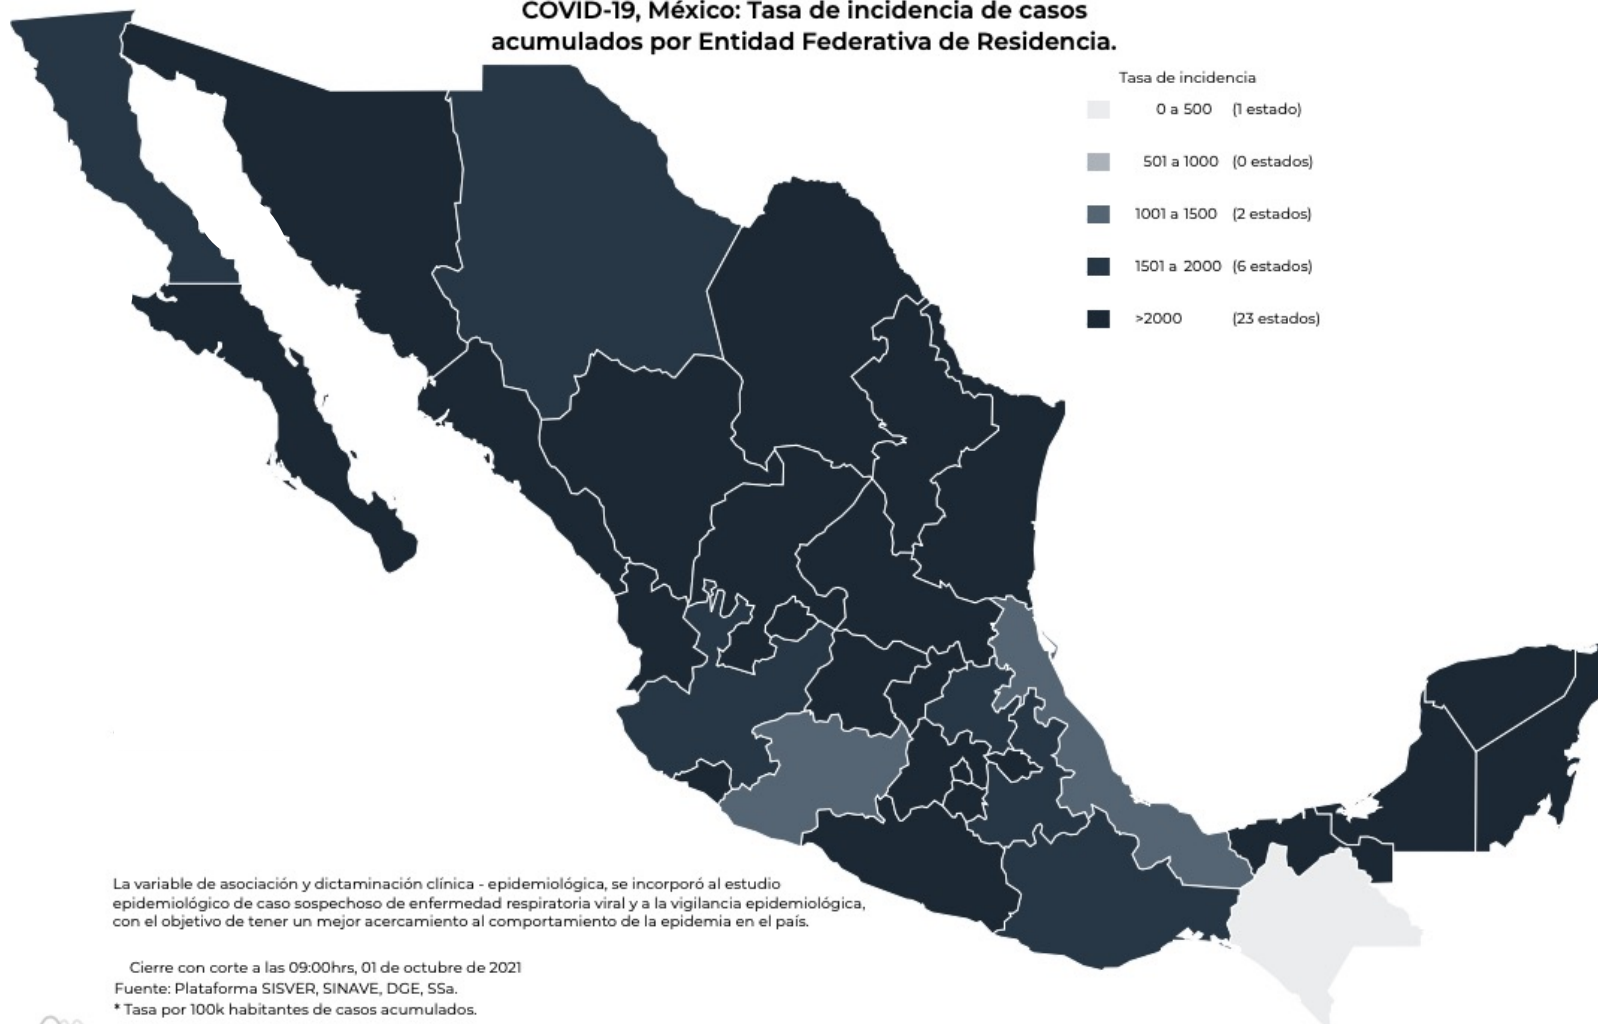 COVID-19, México: Tasa de incidencia de casos
acumulados por Entidad Federativa de Residencia.
Tasa de incidencia
0 a 500 (1 estado)
501 a 1000 (0 estados)
1001 a 1500 (2 estados)
1501 a 2000 (6 estados)
>2000 (23 estados)
La variable de asociación y dictaminación clínica - epidemiológica, se incorporó al estudio
epidemiológico de caso sospechoso de enfermedad respiratoria viral y a la vigilancia epidemiológica,
con el objetivo de tener un mejor acercamiento al comportamiento de la epidemia en el país.
Cierre con corte a las 09:00hrs, 01 de octubre de 2021
Fuente: Plataforma SISVER, SINAVE, DGE, SSa.
* Tasa por 100k habitantes de casos acumulados.